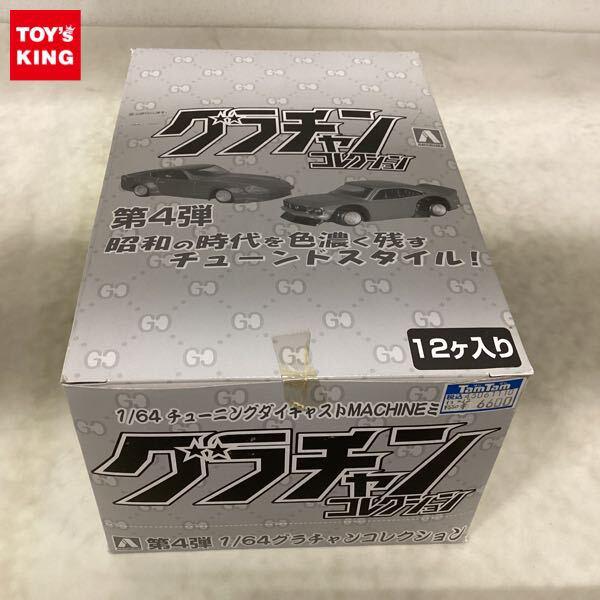 TOY'S
KING
グラチャン
コレクション
第4弾
昭和の時代を色濃く残す
チューンドスタイル!
12ヶ入り
TamTam
6600
1/64 チューニングダイキャストMACHINEミ
グラチャン
コレクション
第4弾 1/64グラチャンコレクション